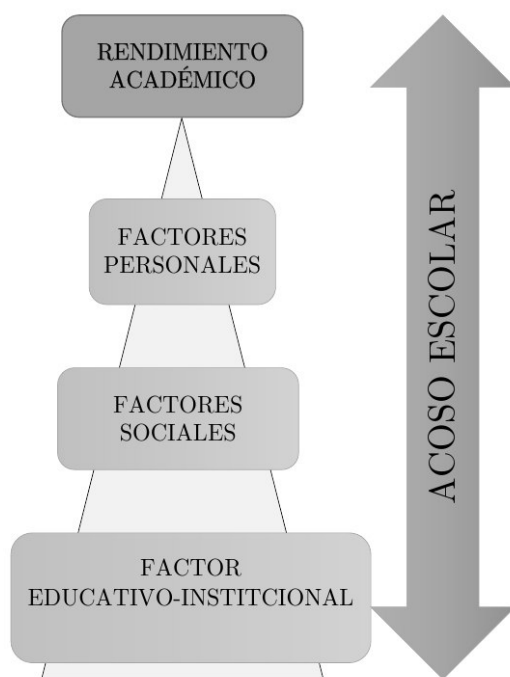 RENDIMIENTO
ACADÉMICO
FACTORES
PERSONALES
FACTORES
SOCIALES
FACTOR
EDUCATIVO-INSTITCIONAL
ACOSO ESCOLAR